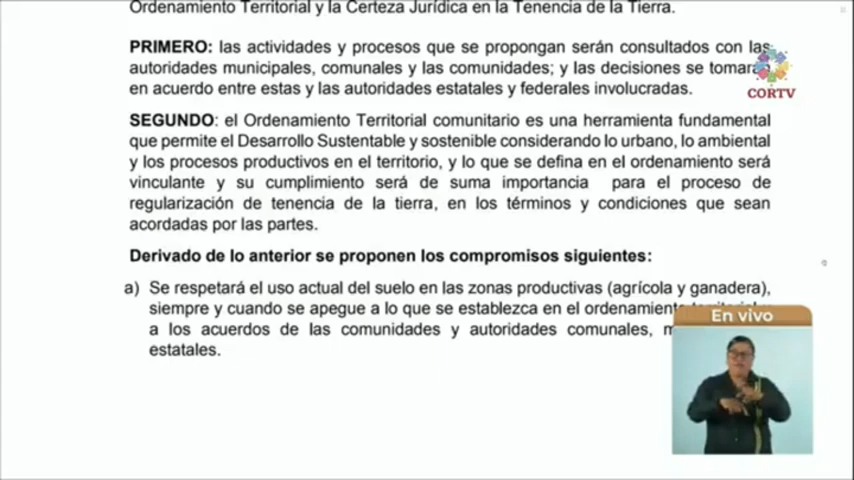 Ordenamiento Territorial y la Certeza Jurídica en la Tenencia de la Tierra.
PRIMERO: las actividades y procesos que se propongan serán consultados con las
autoridades municipales, comunales y las comunidades; y las decisiones se tomarán
en acuerdo entre estas y las autoridades estatales y federales involucradas.
CORTV
SEGUNDO: el Ordenamiento Territorial comunitario es una herramienta fundamental
que permite el Desarrollo Sustentable y sostenible considerando lo urbano, lo ambiental
y los procesos productivos en el territorio, y lo que se defina en el ordenamiento será
vinculante y su cumplimiento será de suma importancia para el proceso de
regularización de tenencia de la tierra, en los términos y condiciones que sean
acordadas por las partes.
Derivado de lo anterior se proponen los compromisos siguientes:
a) Se respetará el uso actual del suelo en las zonas productivas (agrícola y ganadera),
siempre y cuando se apegue a lo que se establezca en el ordenamiento territorial
a los acuerdos de las comunidades y autoridades comunales,
estatales.
En vivo